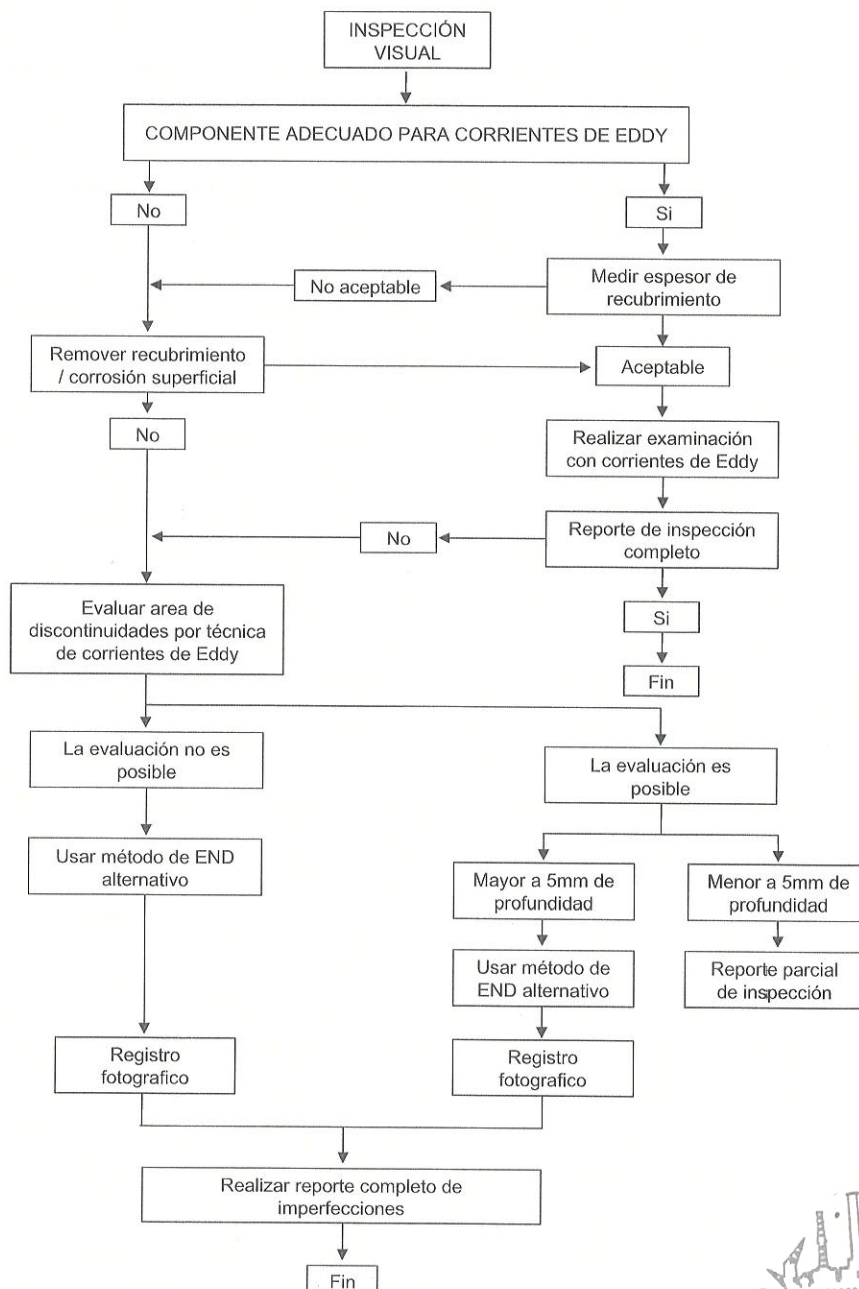 INSPECCIÓN
VISUAL
COMPONENTE ADECUADO PARA CORRIENTES DE EDDY
No
Si
No aceptable
Medir espesor de
recubrimiento
Remover recubrimiento
/ corrosión superficial
Aceptable
No
Realizar examinación
con corrientes de Eddy
No
Reporte de inspección
completo
Evaluar area de
discontinuidades por técnica
de corrientes de Eddy
Si
Fin
La evaluación no es
posible
La evaluación es
posible
Usar método de END
alternativo
Mayor a 5mm de
profundidad
Menor a 5mm de
profundidad
Usar método de
END alternativo
Reporte parcial
de inspección
Registro
fotografico
Registro
fotografico
Realizar reporte completo de
imperfecciones
Fin